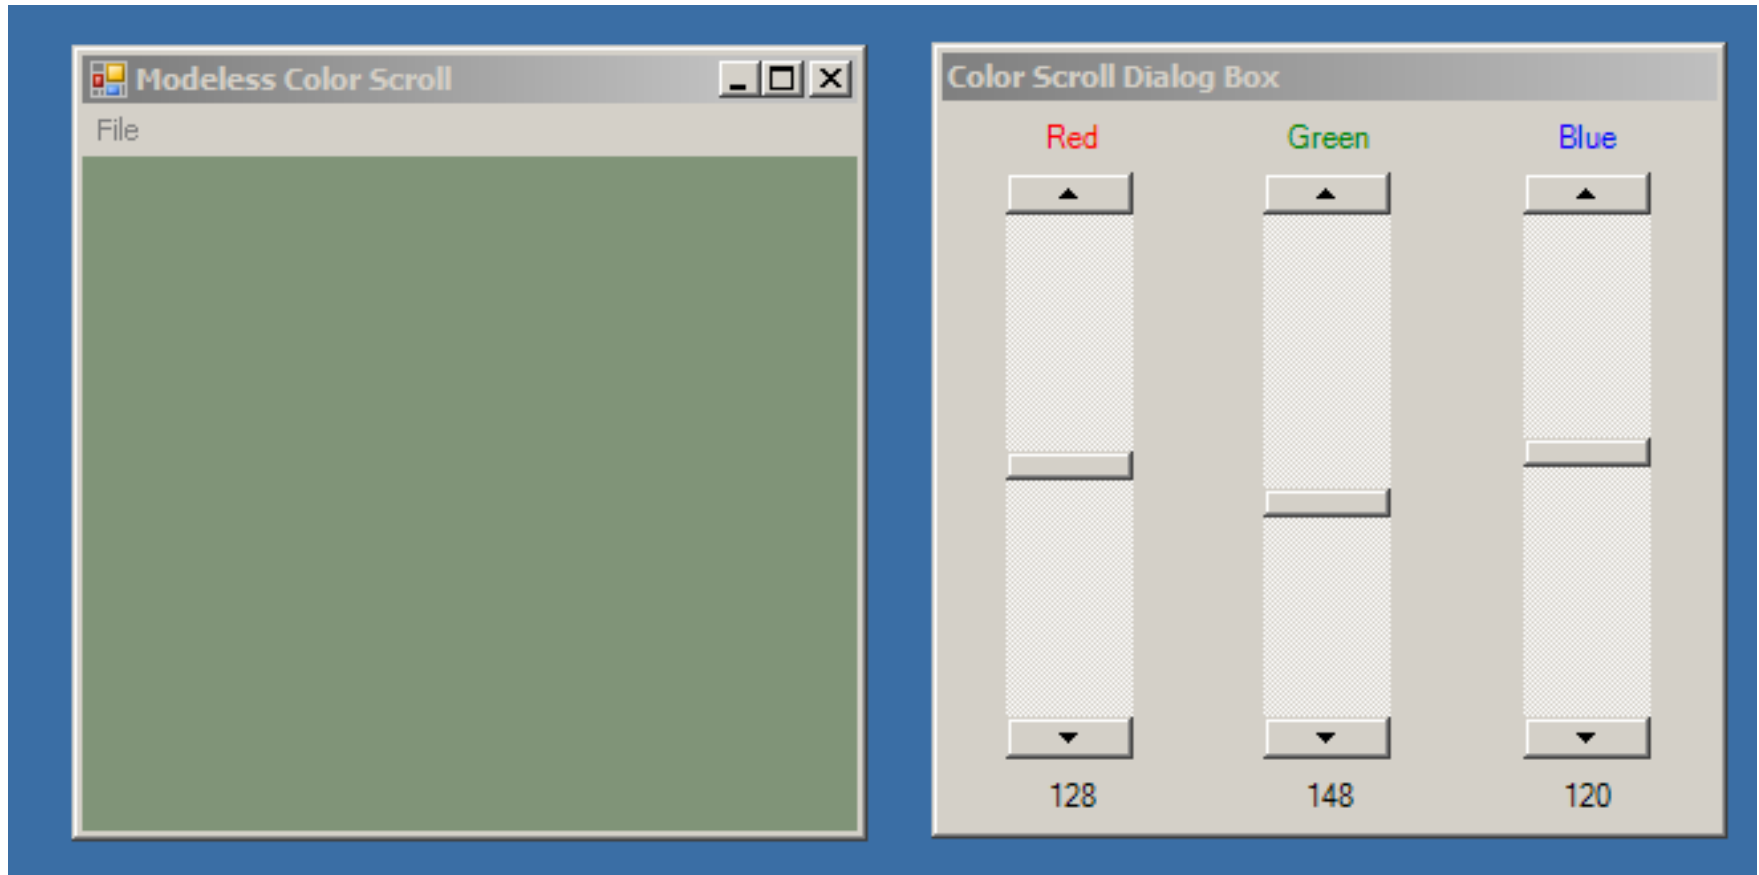 Modeless Color Scroll
File
Color Scroll Dialog Box
Red Green Blue
128 148 120